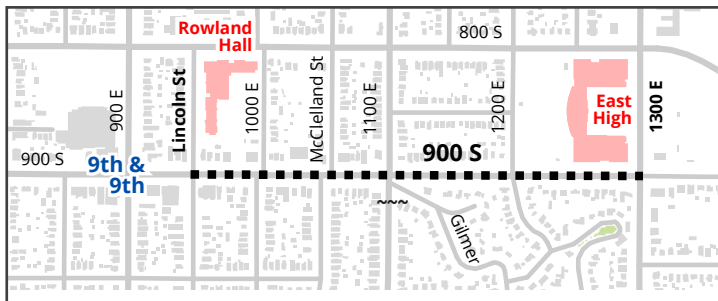 800 S
Rowland
Hall
900 E
Lincoln St
1000 E
McClelland St
1100 E
1200 E
East
High
1300 E
900 S
9th &
9th
900 S
~~~
Gilmer